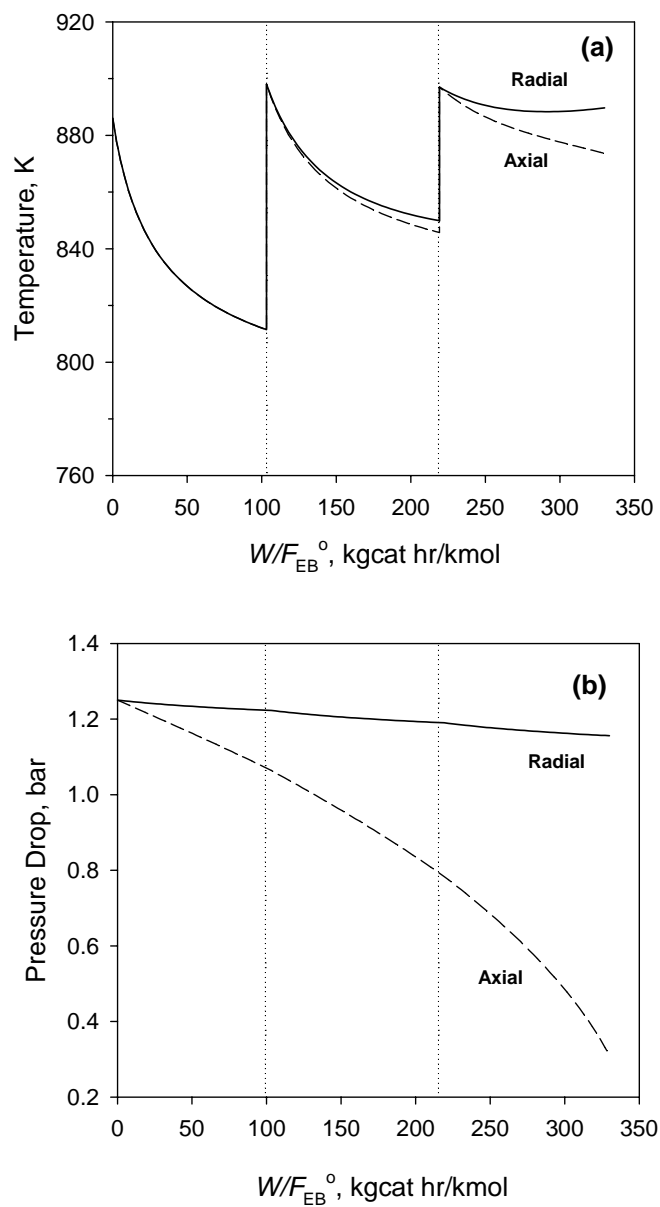 (a)
920
880
840
800
760
Temperature, K
Radial
Axial
0 50 100 150 200 250 300 350
W/F_EB^o, kgcat hr/kmol
(b)
1.4
1.2
1.0
0.8
0.6
0.4
0.2
Pressure Drop, bar
Radial
Axial
0 50 100 150 200 250 300 350
W/F_EB^o, kgcat hr/kmol